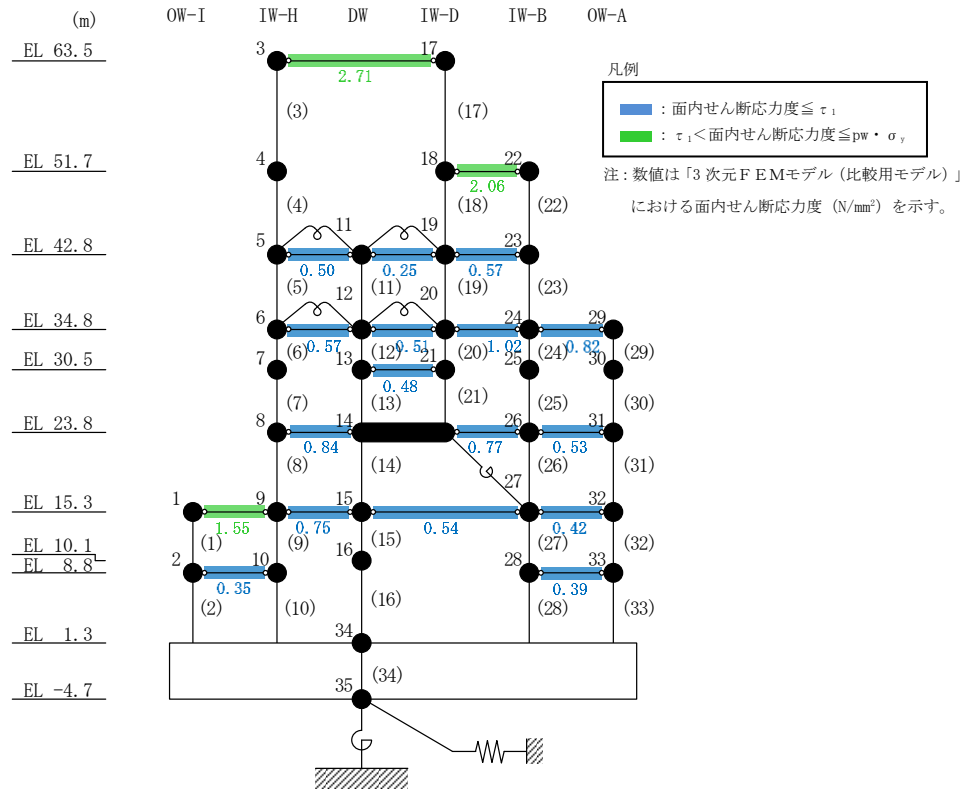 (m)
OW-I IW-H DW IW-D IW-B OW-A
EL 63.5
3 17
2.71
(3) (17)
凡例
：面内せん断応力度≦τ₁
：τ₁＜面内せん断応力度≦pw・σᵧ
注：数値は「3次元ＦＥＭモデル（比較用モデル）」
における面内せん断応力度（N/mm²）を示す。
EL 51.7
4 18 22
2.06
(4) (18) (22)
EL 42.8
5 11 19 23
0.50 0.25 0.57
(5) (11) (19) (23)
EL 34.8
6 12 20 24 29
0.57 0.51 1.02 0.82
(6) (12) (20) (24) (29)
EL 30.5
7 13 21 25 30
0.48
(7) (13) (21) (25) (30)
EL 23.8
8 14 26 31
0.84 0.77 0.53
(8) (14) (26) (31)
EL 15.3
1 9 15 27 32
1.55 0.75 0.54 0.42
(1) (9) (15) (27) (32)
EL 10.1
16
EL 8.8
2 10 28 33
0.35 0.39
(2) (10) (16) (28) (33)
EL 1.3
34
(34)
EL -4.7
35